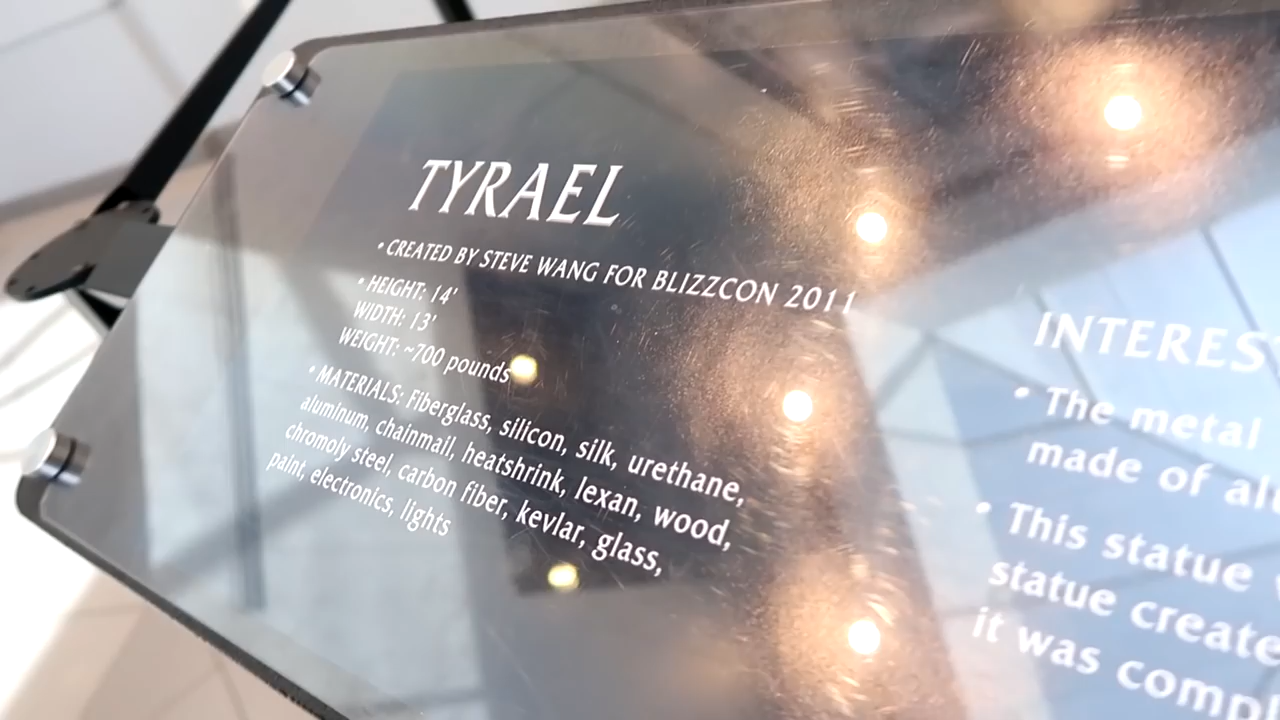 TYRAEL
• CREATED BY STEVE WANG FOR BLIZZCON 2011
• HEIGHT: 14'
WIDTH: 13'
WEIGHT: ~700 pounds
• MATERIALS: Fiberglass, silicon, silk, urethane,
aluminum, chainmail, heatshrink, lexan, wood,
chromoly steel, carbon fiber, kevlar, glass,
paint, electronics, lights
INTERES
• The metal
made of al
• This statue
statue create
it was compl